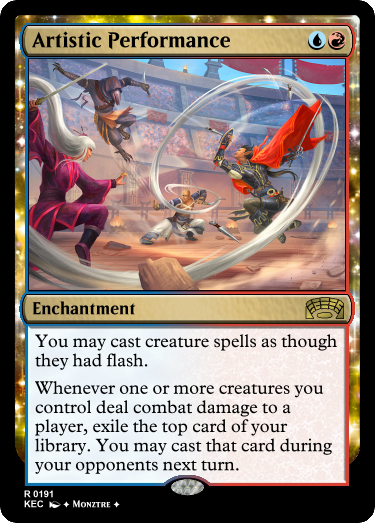 Artistic Performance
Enchantment
You may cast creature spells as though
they had flash.
Whenever one or more creatures you
control deal combat damage to a
player, exile the top card of your
library. You may cast that card during
your opponents next turn.
R 0191
KEC ✦ Monztre ✦